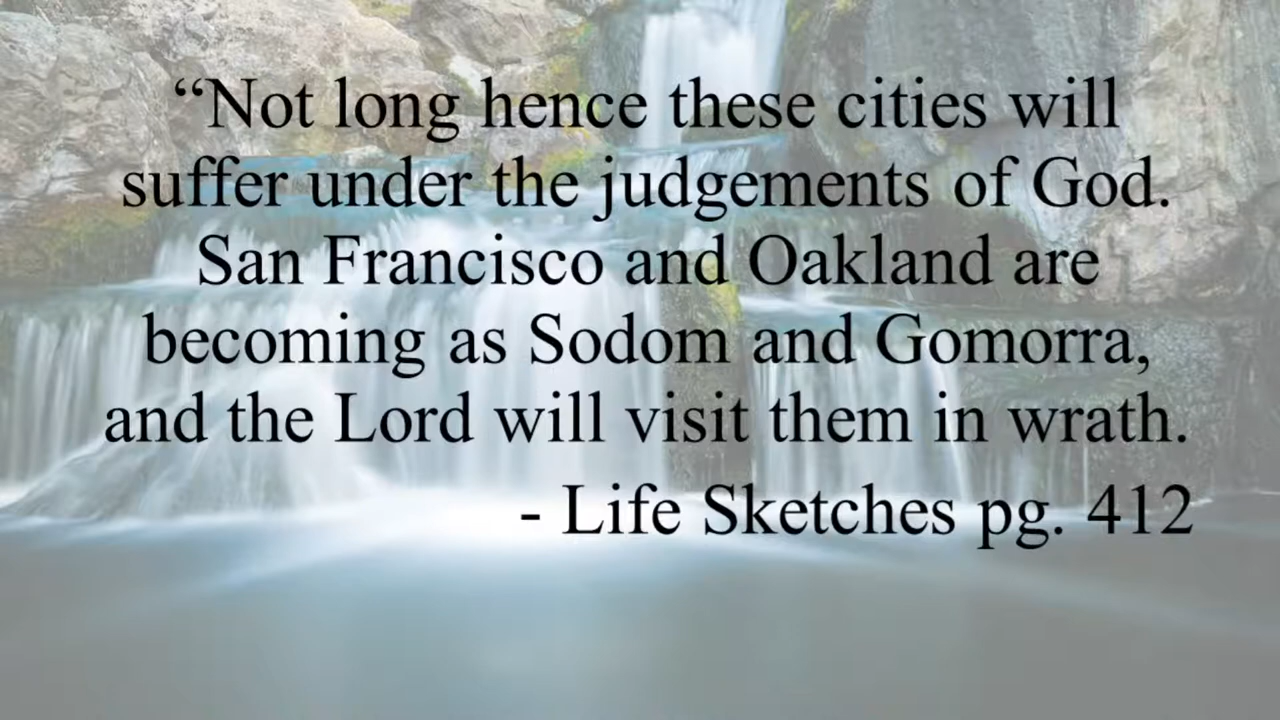 “Not long hence these cities will
suffer under the judgements of God.
San Francisco and Oakland are
becoming as Sodom and Gomorra,
and the Lord will visit them in wrath.
- Life Sketches pg. 412